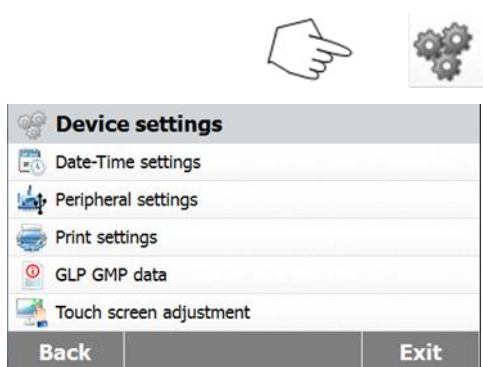 Device settings
Date-Time settings
Peripheral settings
Print settings
GLP GMP data
Touch screen adjustment
Back
Exit